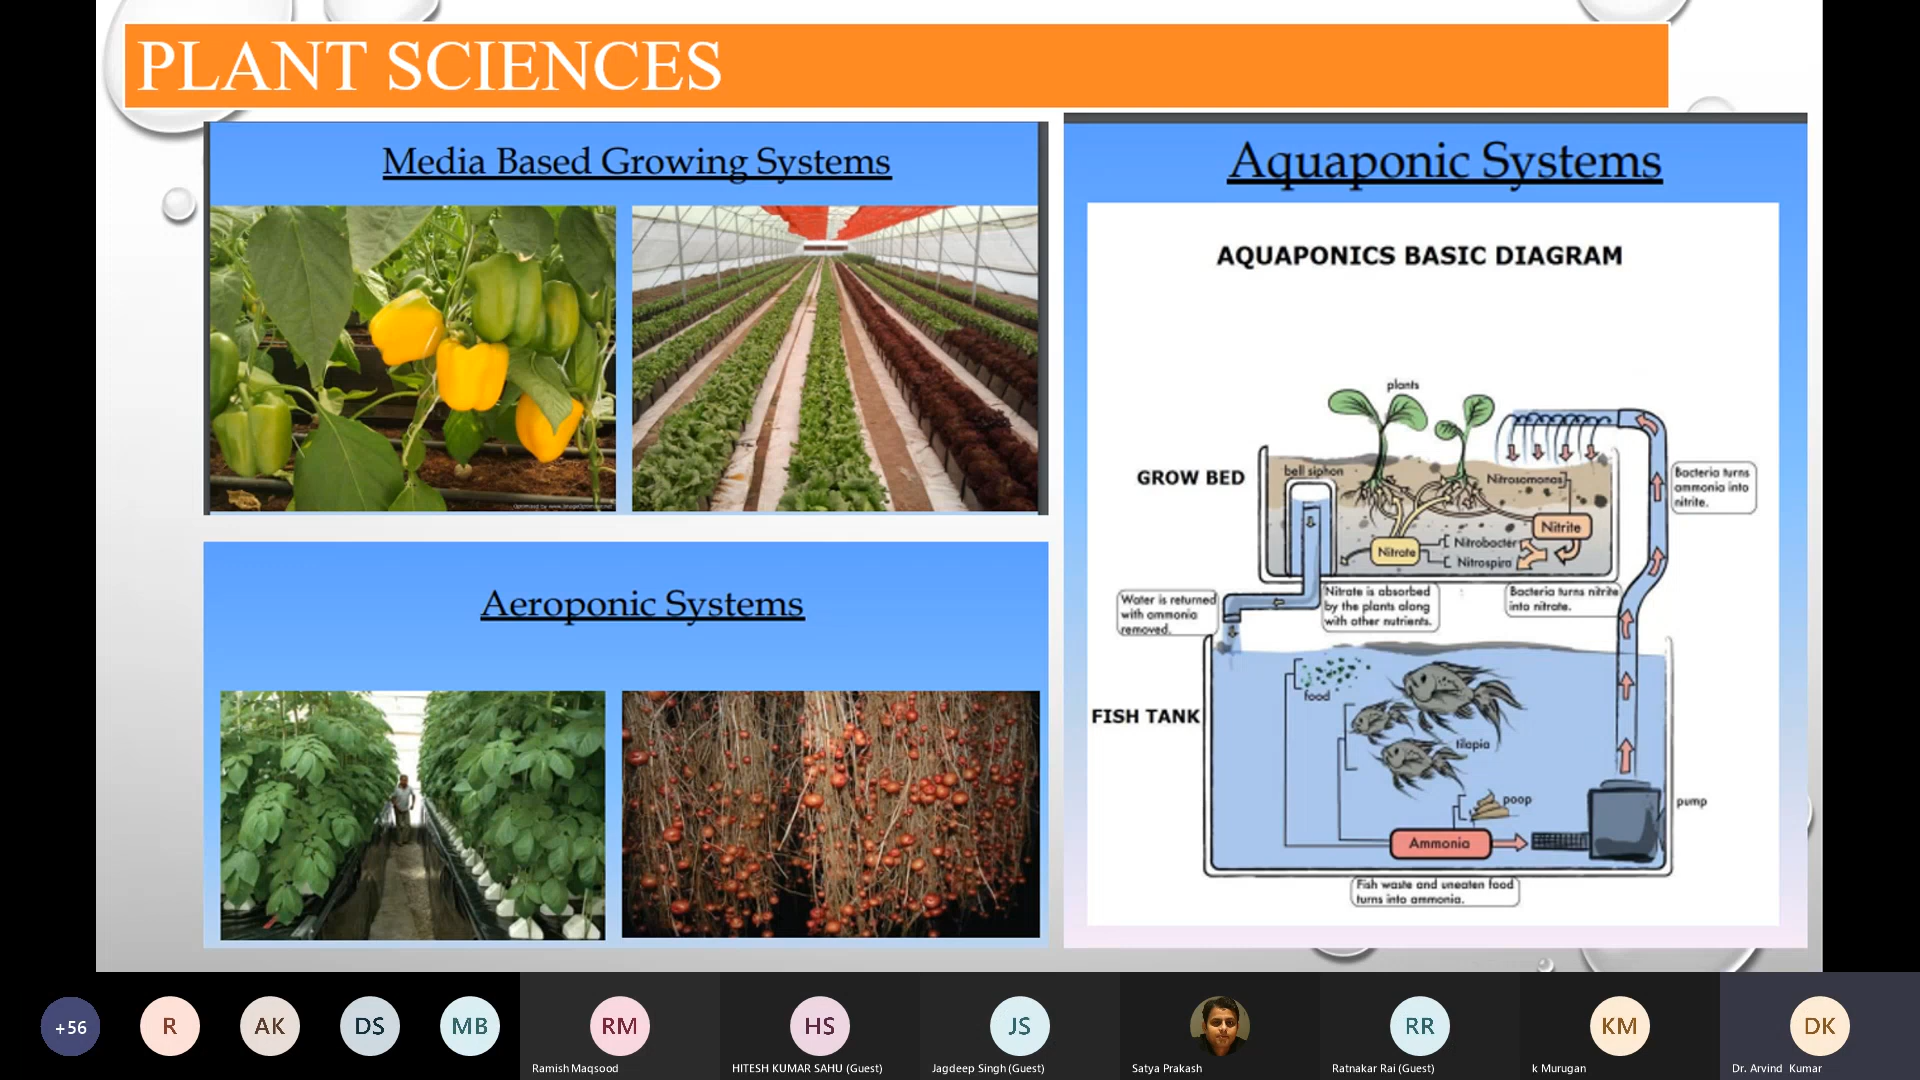 PLANT SCIENCES
Media Based Growing Systems
Aeroponic Systems
Aquaponic Systems
AQUAPONICS BASIC DIAGRAM
plants
GROW BED
bell siphon
Nitrosomonas
Bacteria turns
ammonia into
nitrite.
Nitrite
Nitrate
Nitrobacter
Nitrospira
Water is returned
with ammonia
removed.
Nitrate is absorbed
by the plants along
with other nutrients.
Bacteria turns nitrite
into nitrate.
food
FISH TANK
tilapia
poop
pump
Ammonia
Fish waste and uneaten food
turns into ammonia.
+56
R
AK
DS
MB
RM
HS
JS
RR
KM
DK
Ramish Maqsood
HITESH KUMAR SAHU (Guest)
Jagdeep Singh (Guest)
Satya Prakash
Ratnakar Rai (Guest)
k Murugan
Dr. Arvind Kumar